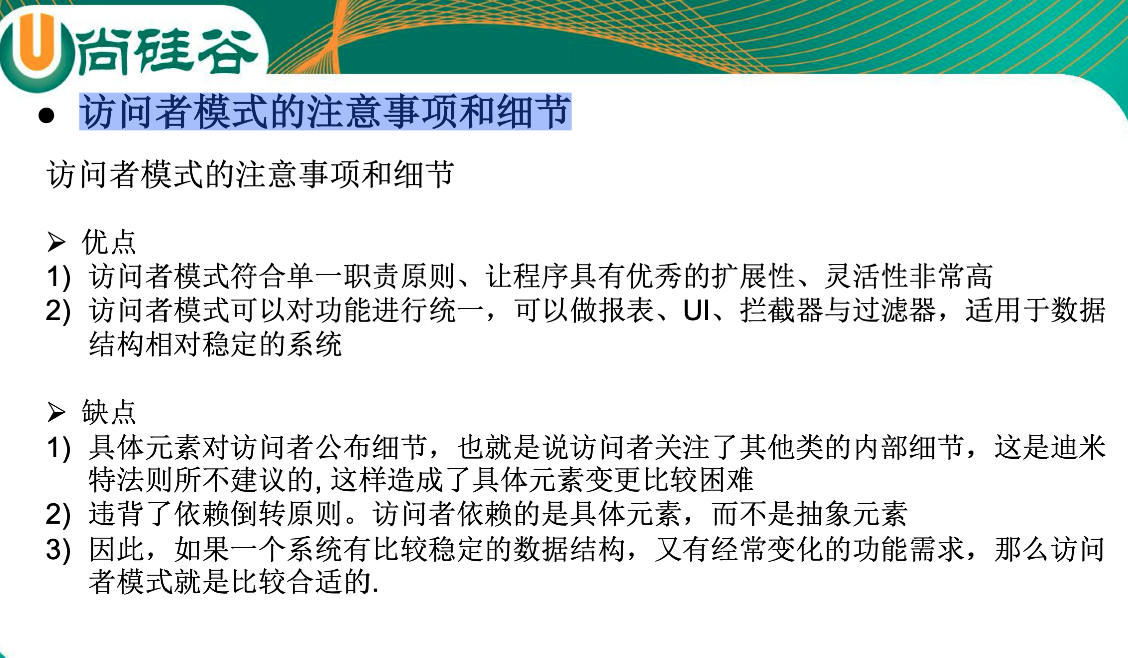 尚硅谷
● 访问者模式的注意事项和细节
访问者模式的注意事项和细节
➢ 优点
1) 访问者模式符合单一职责原则、让程序具有优秀的扩展性、灵活性非常高
2) 访问者模式可以对功能进行统一，可以做报表、UI、拦截器与过滤器，适用于数据
结构相对稳定的系统
➢ 缺点
1) 具体元素对访问者公布细节，也就是说访问者关注了其他类的内部细节，这是迪米
特法则所不建议的, 这样造成了具体元素变更比较困难
2) 违背了依赖倒转原则。访问者依赖的是具体元素，而不是抽象元素
3) 因此，如果一个系统有比较稳定的数据结构，又有经常变化的功能需求，那么访问
者模式就是比较合适的.